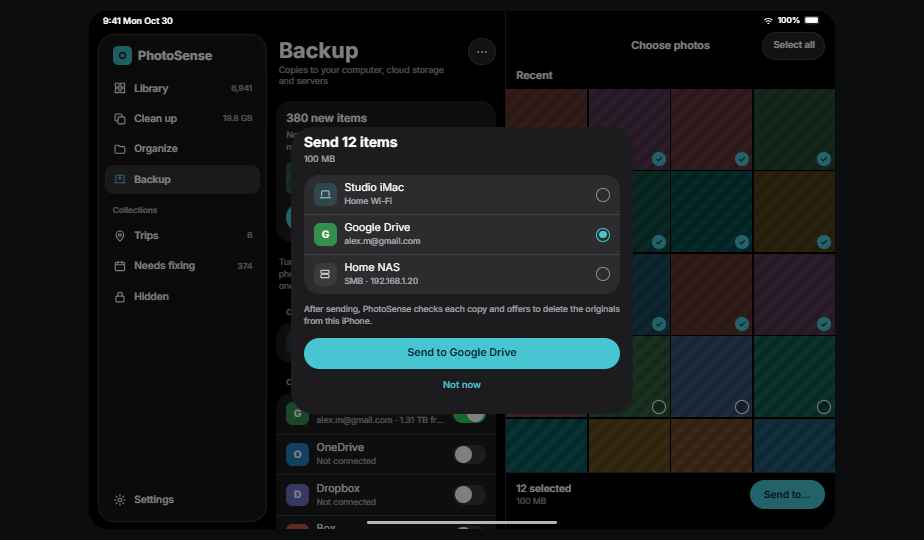 9:41 Mon Oct 30
100%
PhotoSense
Library 6,941
Clean up 18.8 GB
Organize
Backup
Collections
Trips 8
Needs fixing 374
Hidden
Settings
Backup
Copies to your computer, cloud storage
and servers
380 new items
Send 12 items
100 MB
Studio iMac
Home Wi-Fi
G
Google Drive
alex.m@gmail.com
Home NAS
SMB · 192.168.1.20
After sending, PhotoSense checks each copy and offers to delete the originals
from this iPhone.
Send to Google Drive
Not now
G
alex.m@gmail.com · 1.31 TB fr...
O
OneDrive
Not connected
D
Dropbox
Not connected
Box
Choose photos
Select all
Recent
12 selected
100 MB
Send to...